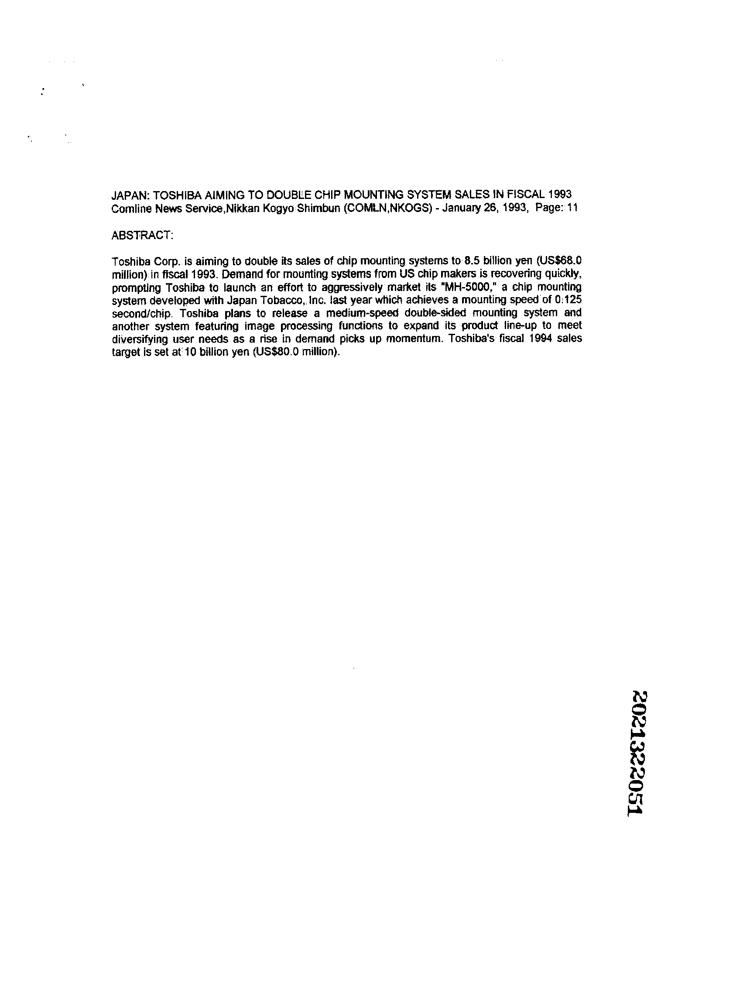 JAPAN: TOSHIBA AIMING TO DOUBLE CHIP MOUNTING SYSTEM SALES IN FISCAL 1993
Comline News Service,Nikkan Kogyo Shimbun (COMLN,NKOGS) - January 26, 1993, Page: 11
ABSTRACT:
Toshiba Corp. is aiming to double its sales of chip mounting systems to 8.5 billion yen (US$68.0
million) in fiscal 1993. Demand for mounting systems from US chip makers is recovering quickly,
prompting Toshiba to launch an effort to aggressively market its "MH-5000," a chip mounting
system developed with Japan Tobacco, Inc. last year which achieves a mounting speed of 0.125
second/chip. Toshiba plans to release a medium-speed double-sided mounting system and
another system featuring image processing functions to expand its product line-up to meet
diversifying user needs as a rise in demand picks up momentum. Toshiba's fiscal 1994 sales
target is set at 10 billion yen (US$80.0 million).
2021322051